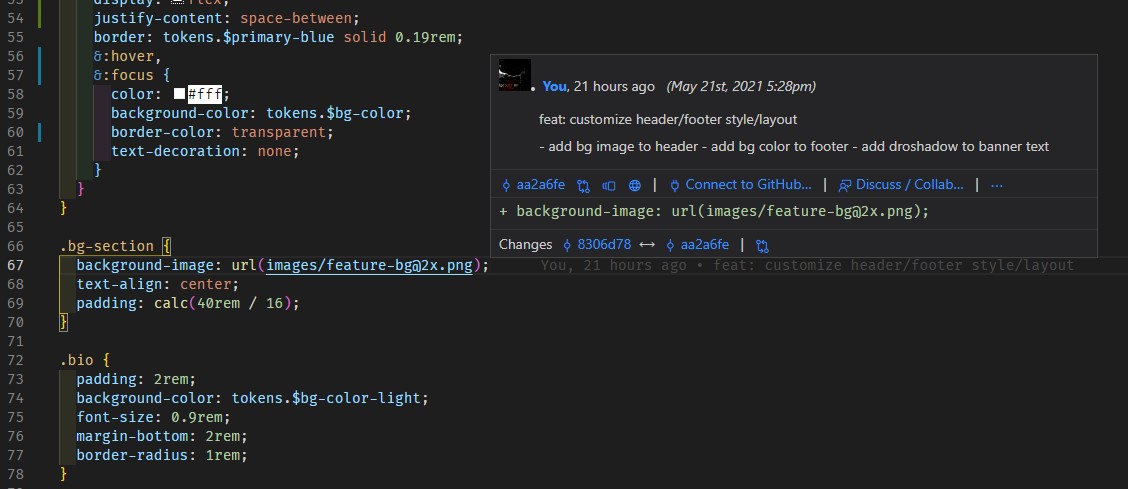 53 display: flex;
54 justify-content: space-between;
55 border: tokens.$primary-blue solid 0.19rem;
56 &:hover,
57 &:focus {
58 color: #fff;
59 background-color: tokens.$bg-color;
60 border-color: transparent;
61 text-decoration: none;
62 }
63 }
64 }
65
You, 21 hours ago (May 21st, 2021 5:28pm)
feat: customize header/footer style/layout
- add bg image to header - add bg color to footer - add droshadow to banner text
aa2a6fe | Connect to GitHub... | Discuss / Collab... | ...
+ background-image: url(images/feature-bg@2x.png);
Changes 8306d78 ↔ aa2a6fe |
66 .bg-section {
67 background-image: url(images/feature-bg@2x.png); You, 21 hours ago • feat: customize header/footer style/layout
68 text-align: center;
69 padding: calc(40rem / 16);
70 }
71
72 .bio {
73 padding: 2rem;
74 background-color: tokens.$bg-color-light;
75 font-size: 0.9rem;
76 margin-bottom: 2rem;
77 border-radius: 1rem;
78 }